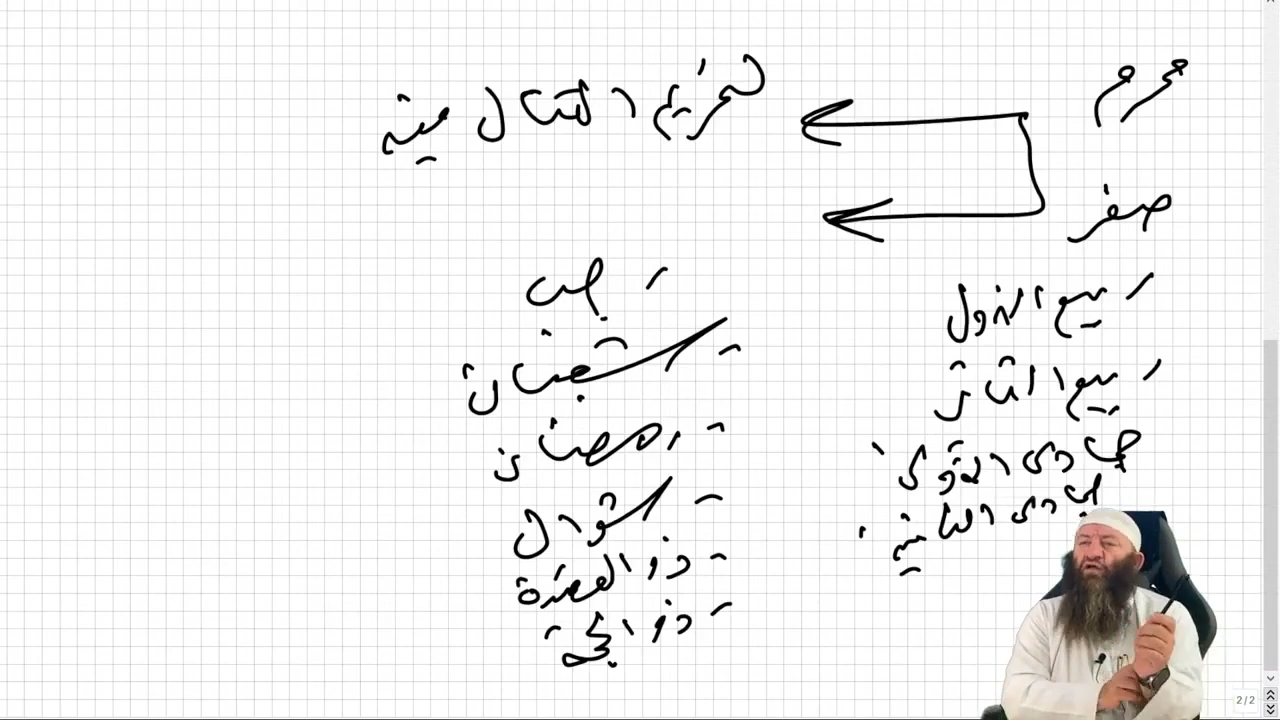 محرم
لتحريم القتال فيه
صفر
ربيع الأول
ربيع الثاني
جمادى الأولى
جمادى الثانية
رجب
شعبان
رمضان
شوال
ذو القعدة
ذو الحجة
2/2